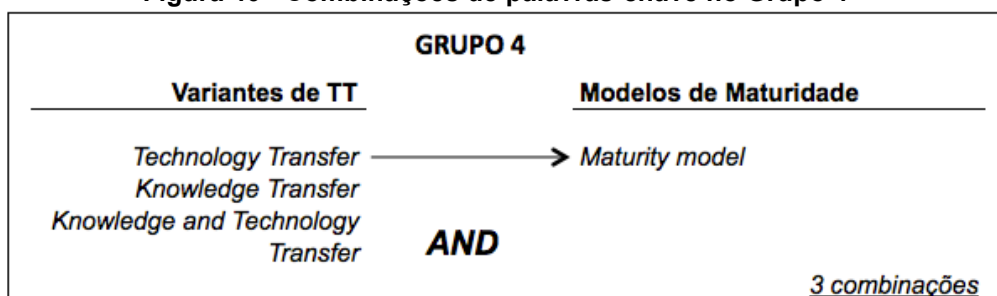 GRUPO 4
Variantes de TT
Modelos de Maturidade
Technology Transfer
Maturity model
Knowledge Transfer
Knowledge and Technology
Transfer
AND
3 combinações